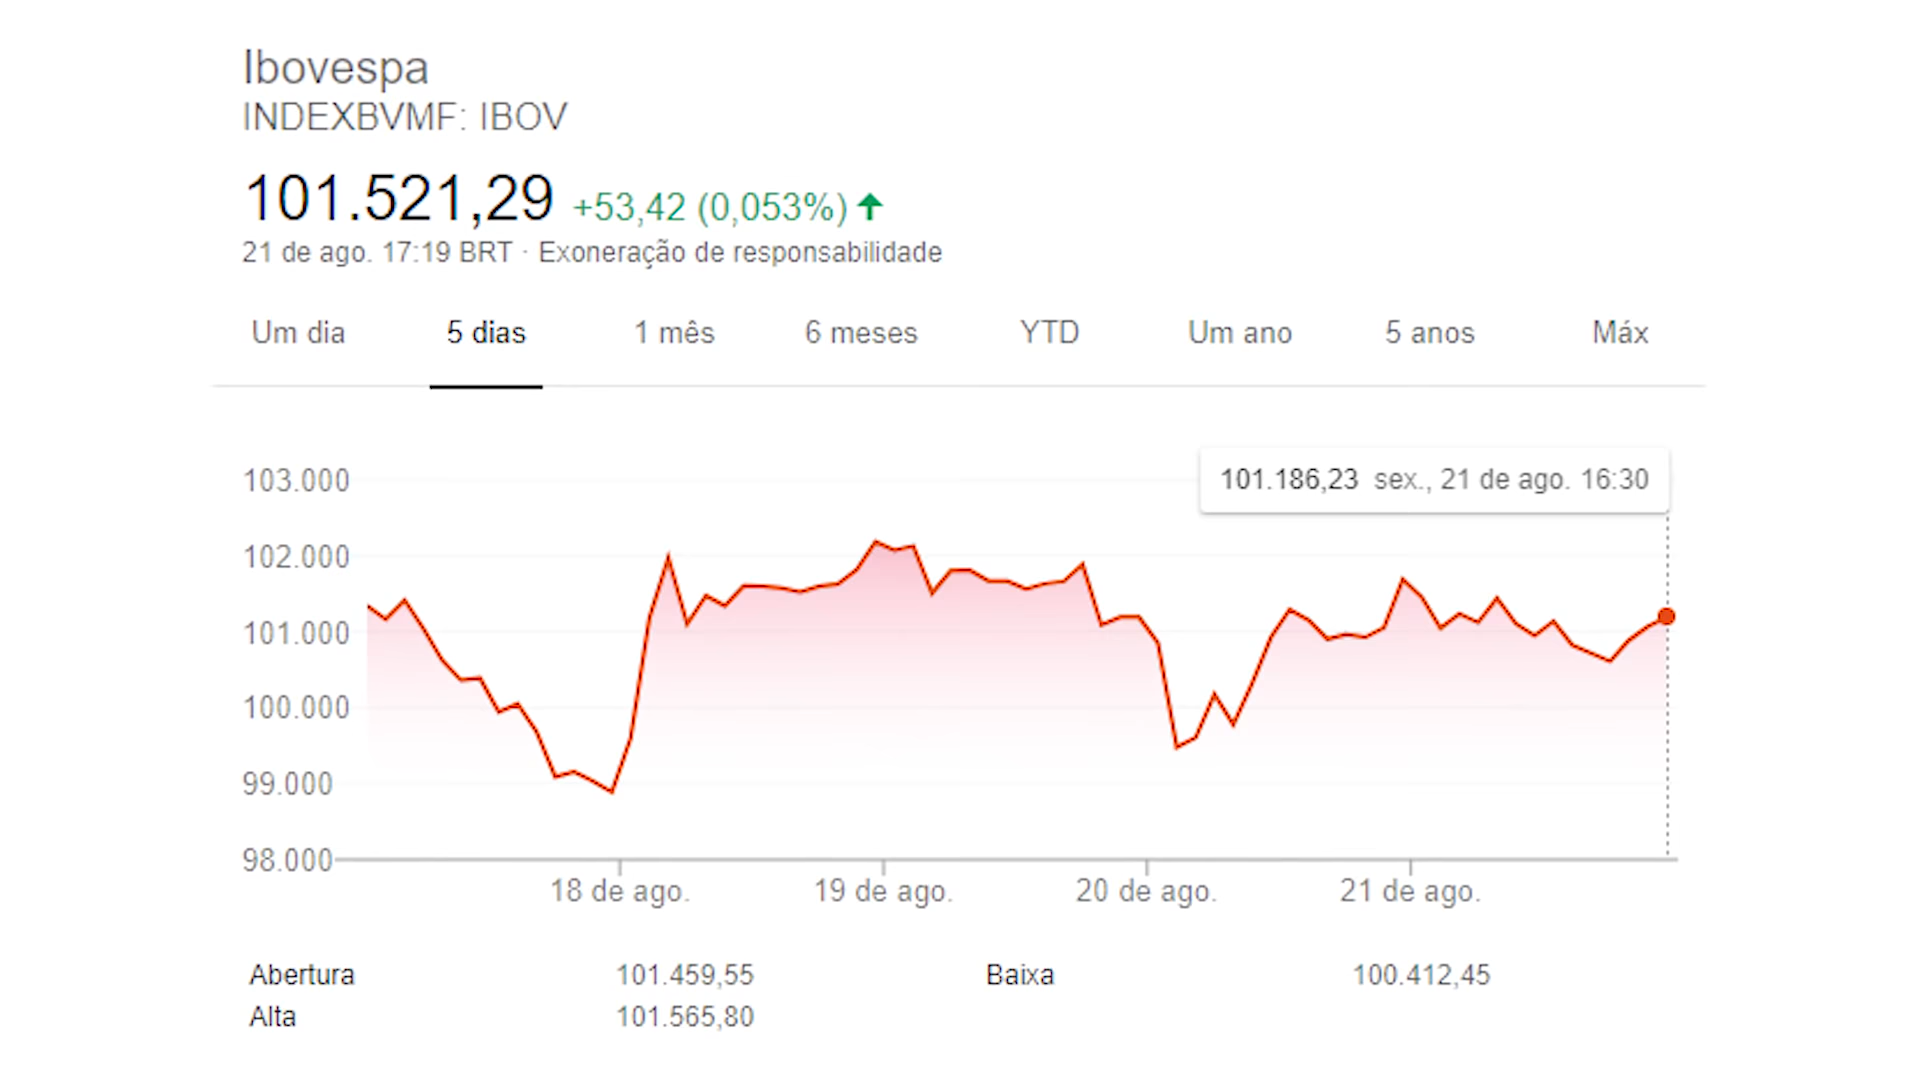 Ibovespa
INDEXBVMF: IBOV
101.521,29 +53,42 (0,053%)
21 de ago. 17:19 BRT · Exoneração de responsabilidade
Um dia 5 dias 1 mês 6 meses YTD Um ano 5 anos Máx
101.186,23 sex., 21 de ago. 16:30
103.000
102.000
101.000
100.000
99.000
98.000
18 de ago. 19 de ago. 20 de ago. 21 de ago.
Abertura 101.459,55 Baixa 100.412,45
Alta 101.565,80